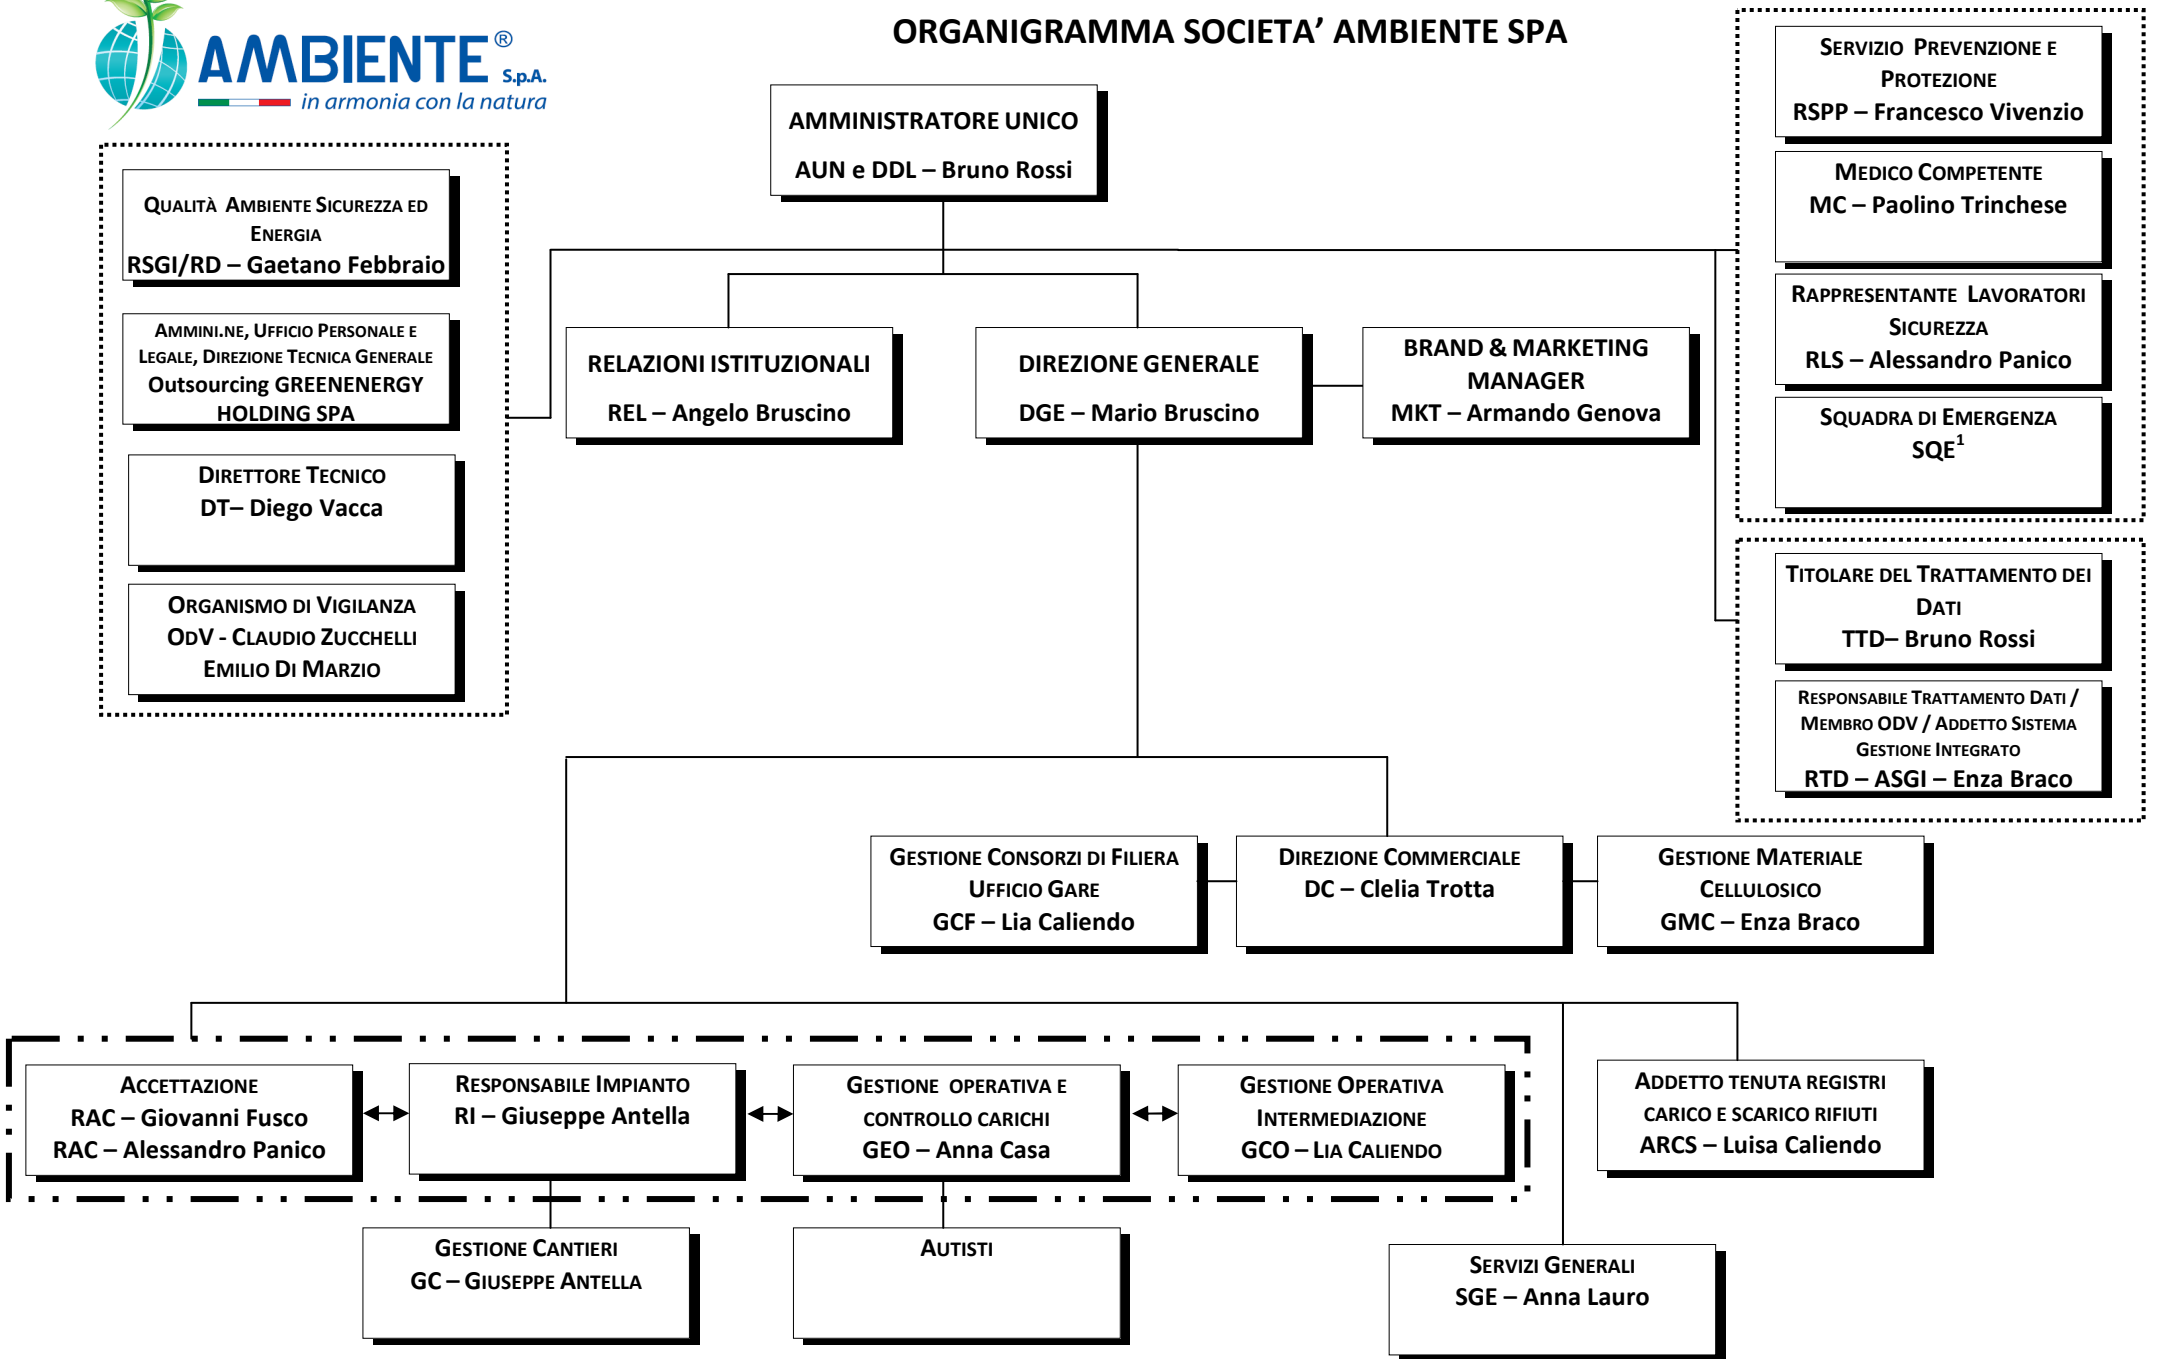 AMBIENTE® S.p.A.
in armonia con la natura
ORGANIGRAMMA SOCIETA’ AMBIENTE SPA
AMMINISTRATORE UNICO
AUN e DDL – Bruno Rossi
QUALITÀ AMBIENTE SICUREZZA ED
ENERGIA
RSGI/RD – Gaetano Febbraio
AMMINI.NE, UFFICIO PERSONALE E
LEGALE, DIREZIONE TECNICA GENERALE
Outsourcing GREENENERGY
HOLDING SPA
DIRETTORE TECNICO
DT– Diego Vacca
ORGANISMO DI VIGILANZA
ODV - CLAUDIO ZUCCHELLI
EMILIO DI MARZIO
RELAZIONI ISTITUZIONALI
REL – Angelo Bruscino
DIREZIONE GENERALE
DGE – Mario Bruscino
BRAND & MARKETING
MANAGER
MKT – Armando Genova
SERVIZIO PREVENZIONE E
PROTEZIONE
RSPP – Francesco Vivenzio
MEDICO COMPETENTE
MC – Paolino Trinchese
RAPPRESENTANTE LAVORATORI
SICUREZZA
RLS – Alessandro Panico
SQUADRA DI EMERGENZA
SQE¹
TITOLARE DEL TRATTAMENTO DEI
DATI
TTD– Bruno Rossi
RESPONSABILE TRATTAMENTO DATI /
MEMBRO ODV / ADDETTO SISTEMA
GESTIONE INTEGRATO
RTD – ASGI – Enza Braco
GESTIONE CONSORZI DI FILIERA
UFFICIO GARE
GCF – Lia Caliendo
DIREZIONE COMMERCIALE
DC – Clelia Trotta
GESTIONE MATERIALE
CELLULOSICO
GMC – Enza Braco
ACCETTAZIONE
RAC – Giovanni Fusco
RAC – Alessandro Panico
RESPONSABILE IMPIANTO
RI – Giuseppe Antella
GESTIONE OPERATIVA E
CONTROLLO CARICHI
GEO – Anna Casa
GESTIONE OPERATIVA
INTERMEDIAZIONE
GCO – LIA CALIENDO
ADDETTO TENUTA REGISTRI
CARICO E SCARICO RIFIUTI
ARCS – Luisa Caliendo
GESTIONE CANTIERI
GC – GIUSEPPE ANTELLA
AUTISTI
SERVIZI GENERALI
SGE – Anna Lauro